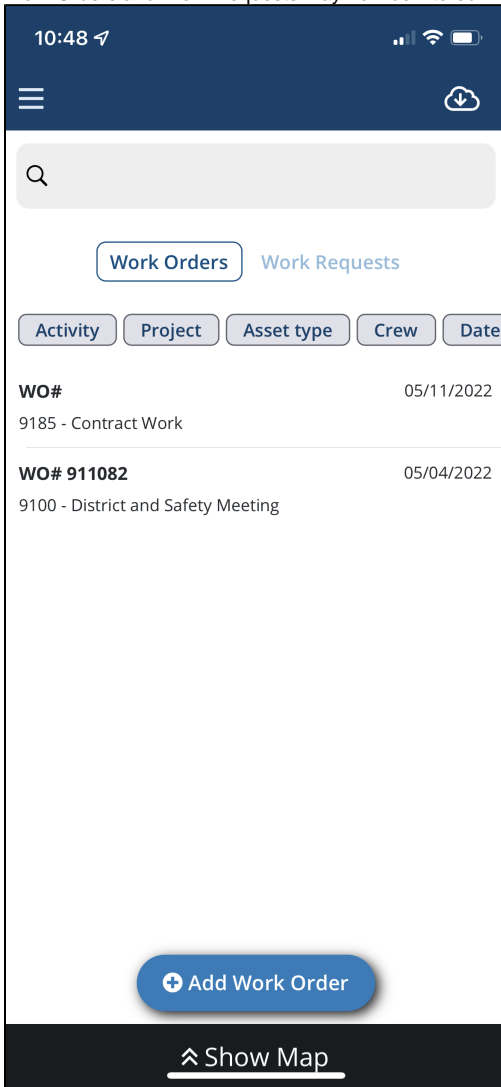 10:48
Work Orders Work Requests
Activity Project Asset type Crew Date
WO# 05/11/2022
9185 - Contract Work
WO# 911082 05/04/2022
9100 - District and Safety Meeting
Add Work Order
Show Map